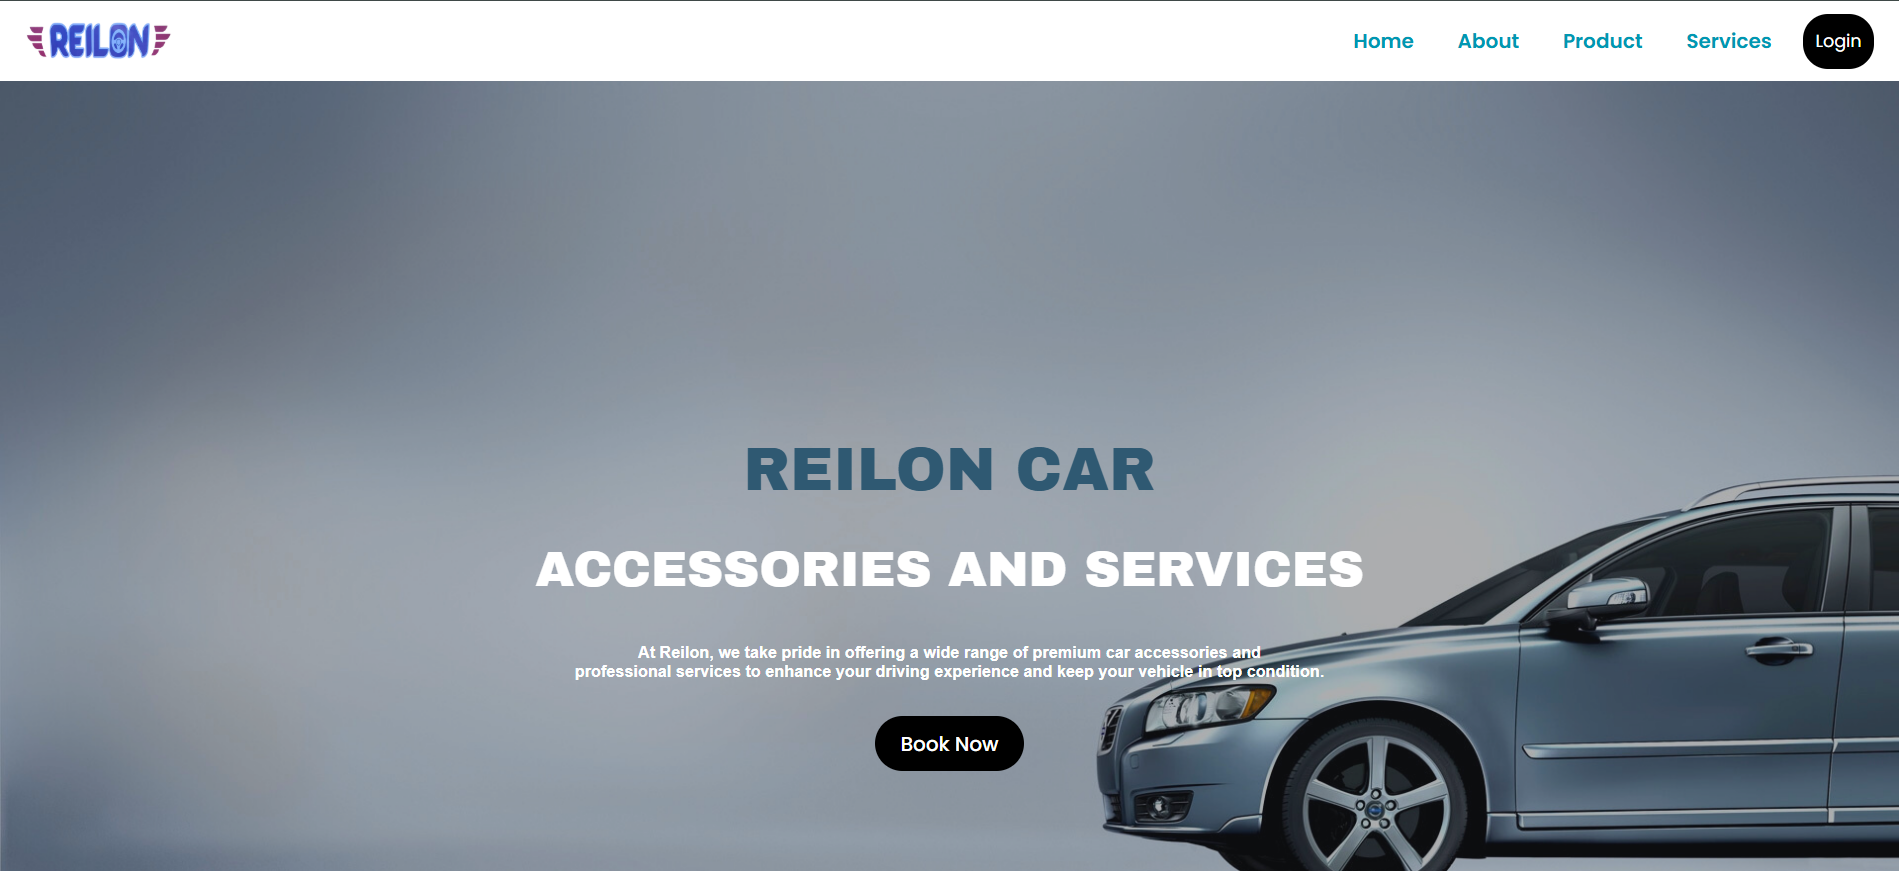 REILON
Home About Product Services Login
REILON CAR
ACCESSORIES AND SERVICES
At Reilon, we take pride in offering a wide range of premium car accessories and
professional services to enhance your driving experience and keep your vehicle in top condition.
Book Now